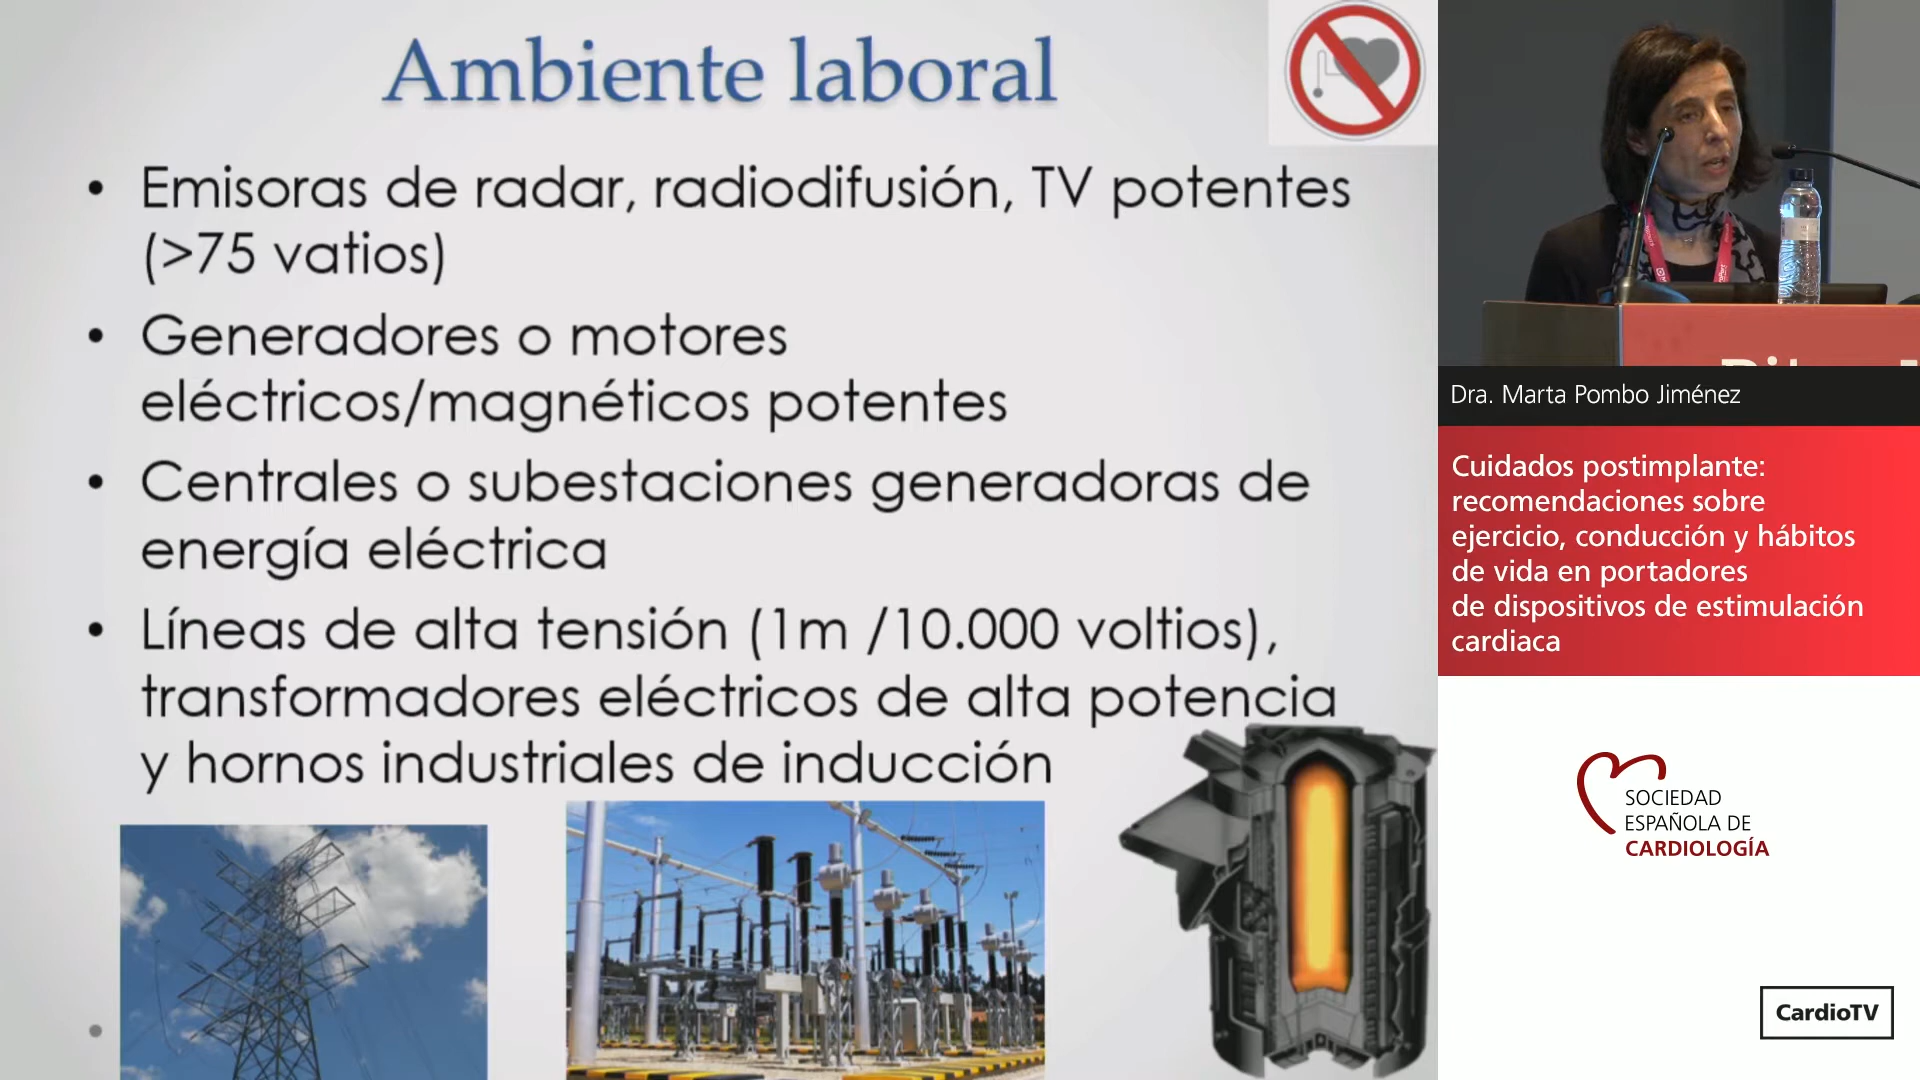 Ambiente laboral
• Emisoras de radar, radiodifusión, TV potentes
(>75 vatios)
• Generadores o motores
eléctricos/magnéticos potentes
• Centrales o subestaciones generadoras de
energía eléctrica
• Líneas de alta tensión (1m /10.000 voltios),
transformadores eléctricos de alta potencia
y hornos industriales de inducción
Dra. Marta Pombo Jiménez
Cuidados postimplante:
recomendaciones sobre
ejercicio, conducción y hábitos
de vida en portadores
de dispositivos de estimulación
cardiaca
SOCIEDAD
ESPAÑOLA DE
CARDIOLOGÍA
CardioTV